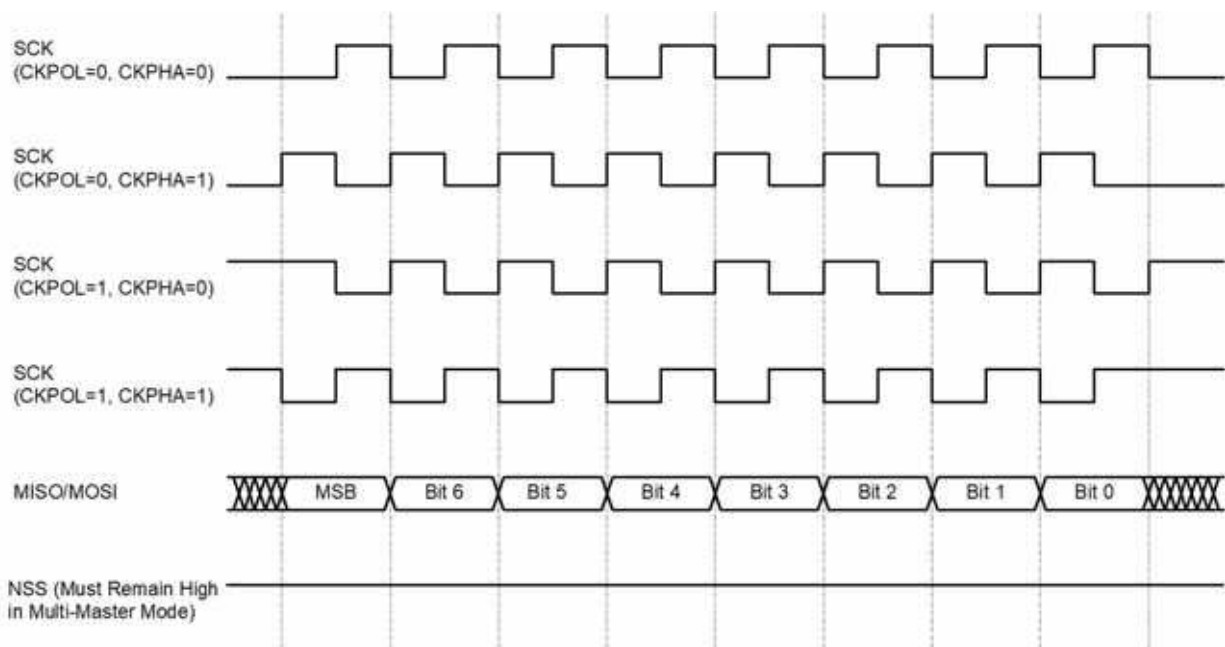 SCK
(CKPOL=0, CKPHA=0)
SCK
(CKPOL=0, CKPHA=1)
SCK
(CKPOL=1, CKPHA=0)
SCK
(CKPOL=1, CKPHA=1)
MISO/MOSI MSB Bit 6 Bit 5 Bit 4 Bit 3 Bit 2 Bit 1 Bit 0
NSS (Must Remain High
in Multi-Master Mode)